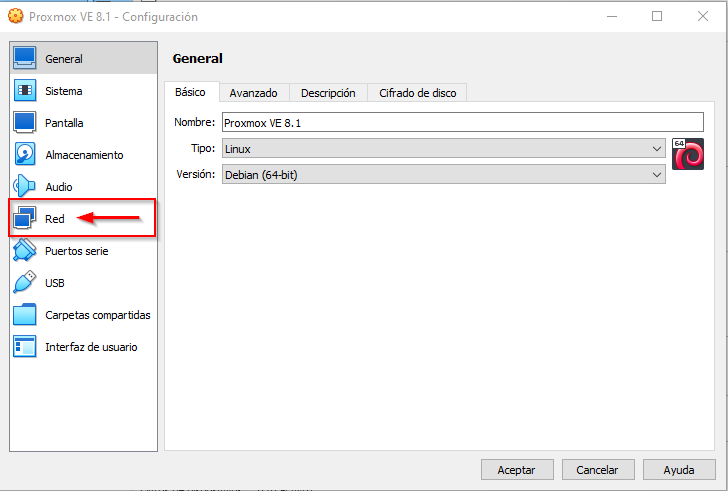 Proxmox VE 8.1 - Configuración
General
Sistema
Pantalla
Almacenamiento
Audio
Red
Puertos serie
USB
Carpetas compartidas
Interfaz de usuario
General
Básico Avanzado Descripción Cifrado de disco
Nombre: Proxmox VE 8.1
Tipo: Linux
64
Versión: Debian (64-bit)
Aceptar Cancelar Ayuda